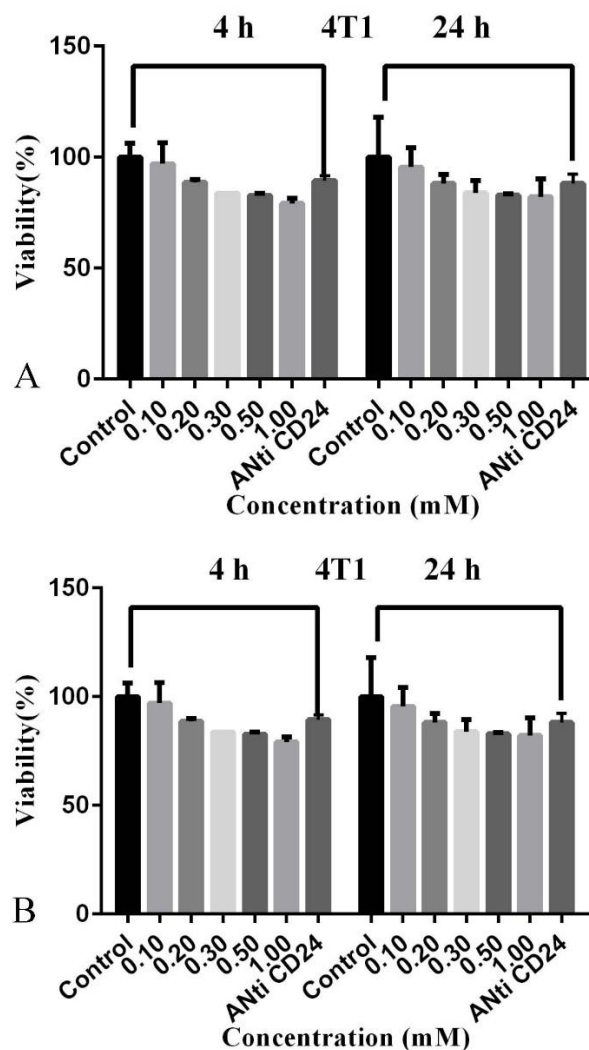 4 h 4T1 24 h
150
100
50
0
Viability(%)
A
Control 0.10 0.20 0.30 0.50 1.00 ANti CD24 Control 0.10 0.20 0.30 0.50 1.00 ANti CD24
Concentration (mM)
4 h 4T1 24 h
150
100
50
0
Viability(%)
B
Control 0.10 0.20 0.30 0.50 1.00 ANti CD24 Control 0.10 0.20 0.30 0.50 1.00 ANti CD24
Concentration (mM)